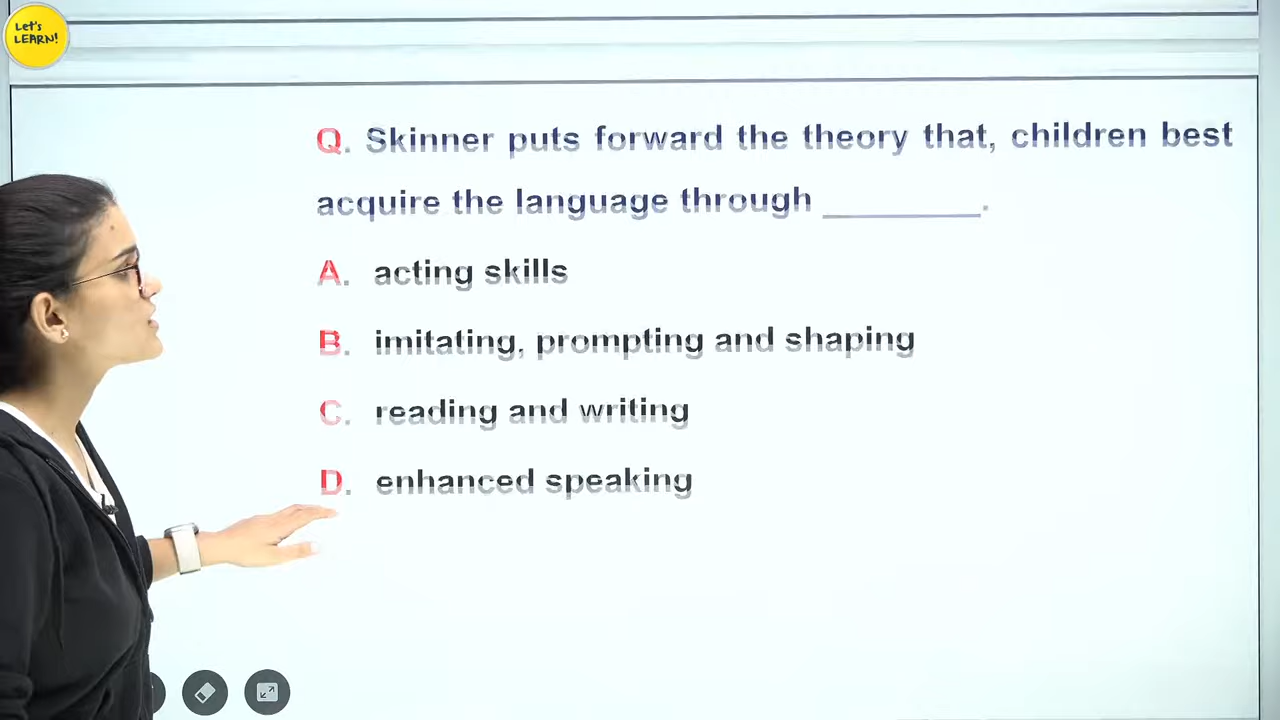 Let's
LEARN!
Q. Skinner puts forward the theory that, children best
acquire the language through _________.
A. acting skills
B. imitating, prompting and shaping
C. reading and writing
D. enhanced speaking